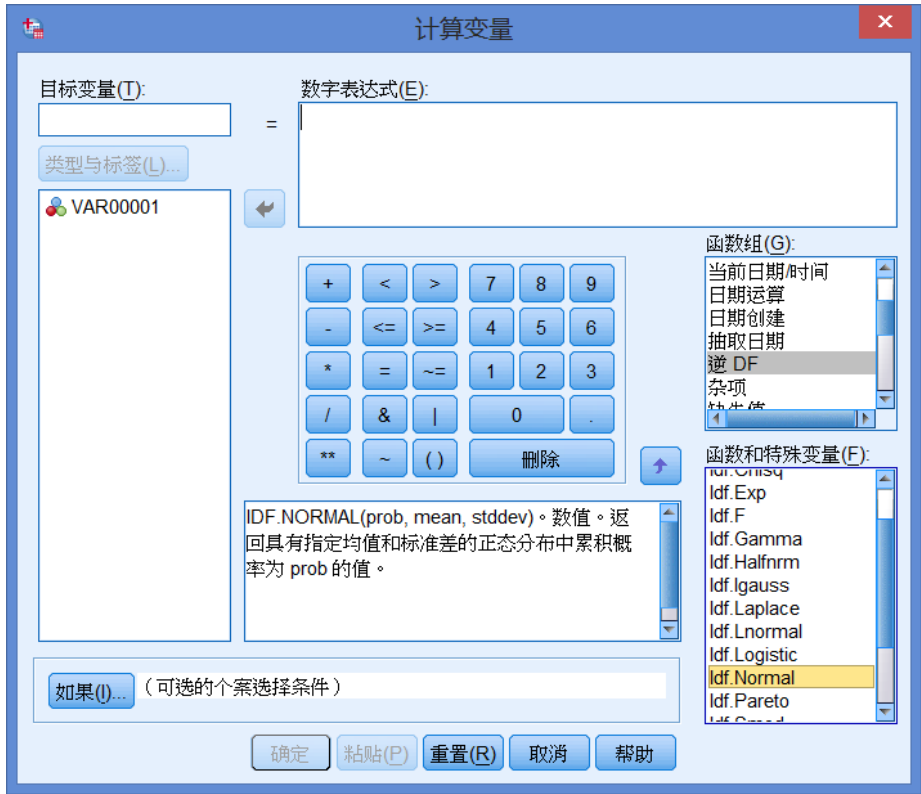 计算变量
目标变量(T):
数字表达式(E):
=
类型与标签(L)...
VAR00001
函数组(G):
当前日期/时间
日期运算
日期创建
抽取日期
逆 DF
杂项
缺失值
+ < > 7 8 9
- <= >= 4 5 6
* = ~= 1 2 3
/ & | 0 .
** ~ ( ) 删除
函数和特殊变量(F):
Idf.Chisq
Idf.Exp
Idf.F
Idf.Gamma
Idf.Halfnrm
Idf.Igauss
Idf.Laplace
Idf.Lnormal
Idf.Logistic
Idf.Normal
Idf.Pareto
IDF.NORMAL(prob, mean, stddev)。数值。返
回具有指定均值和标准差的正态分布中累积概
率为 prob 的值。
如果(I)... （可选的个案选择条件）
确定 粘贴(P) 重置(R) 取消 帮助